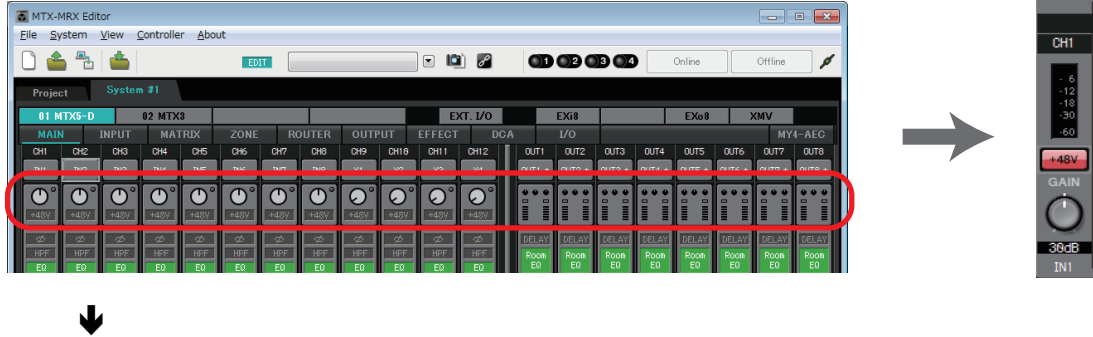 MTX-MRX Editor
File System View Controller About
EDIT 1 2 3 4 Online Offline
Project System #1
01 MTX5-D 02 MTX3 EXT. I/O EXi8 EXo8 XMV
MAIN INPUT MATRIX ZONE ROUTER OUTPUT EFFECT DCA I/O MY4-AEC
CH1 CH2 CH3 CH4 CH5 CH6 CH7 CH8 CH9 CH10 CH11 CH12 OUT1 OUT2 OUT3 OUT4 OUT5 OUT6 OUT7 OUT8
+48V +48V +48V +48V +48V +48V +48V +48V +48V +48V +48V +48V
Ø Ø Ø Ø Ø Ø Ø Ø Ø Ø Ø Ø DELAY DELAY DELAY DELAY DELAY DELAY DELAY DELAY
HPF HPF HPF HPF HPF HPF HPF HPF HPF HPF HPF HPF Room Room Room Room Room Room Room Room
EQ EQ EQ EQ EQ EQ EQ EQ EQ EQ EQ EQ EQ EQ EQ EQ EQ EQ EQ EQ
CH1
- 6
-12
-18
-30
-60
+48V
GAIN
30dB
IN1